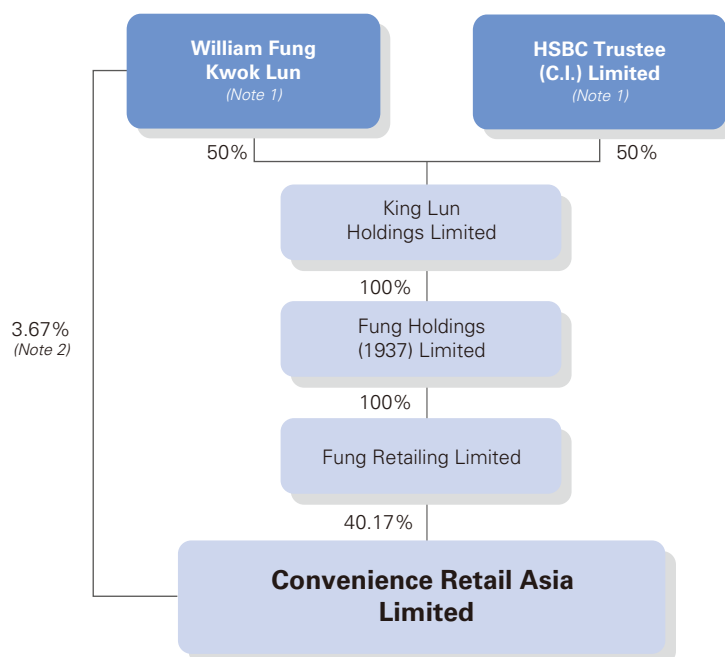 William Fung
Kwok Lun
(Note 1)
HSBC Trustee
(C.I.) Limited
(Note 1)
50%
50%
King Lun
Holdings Limited
100%
3.67%
(Note 2)
Fung Holdings
(1937) Limited
100%
Fung Retailing Limited
40.17%
Convenience Retail Asia
Limited